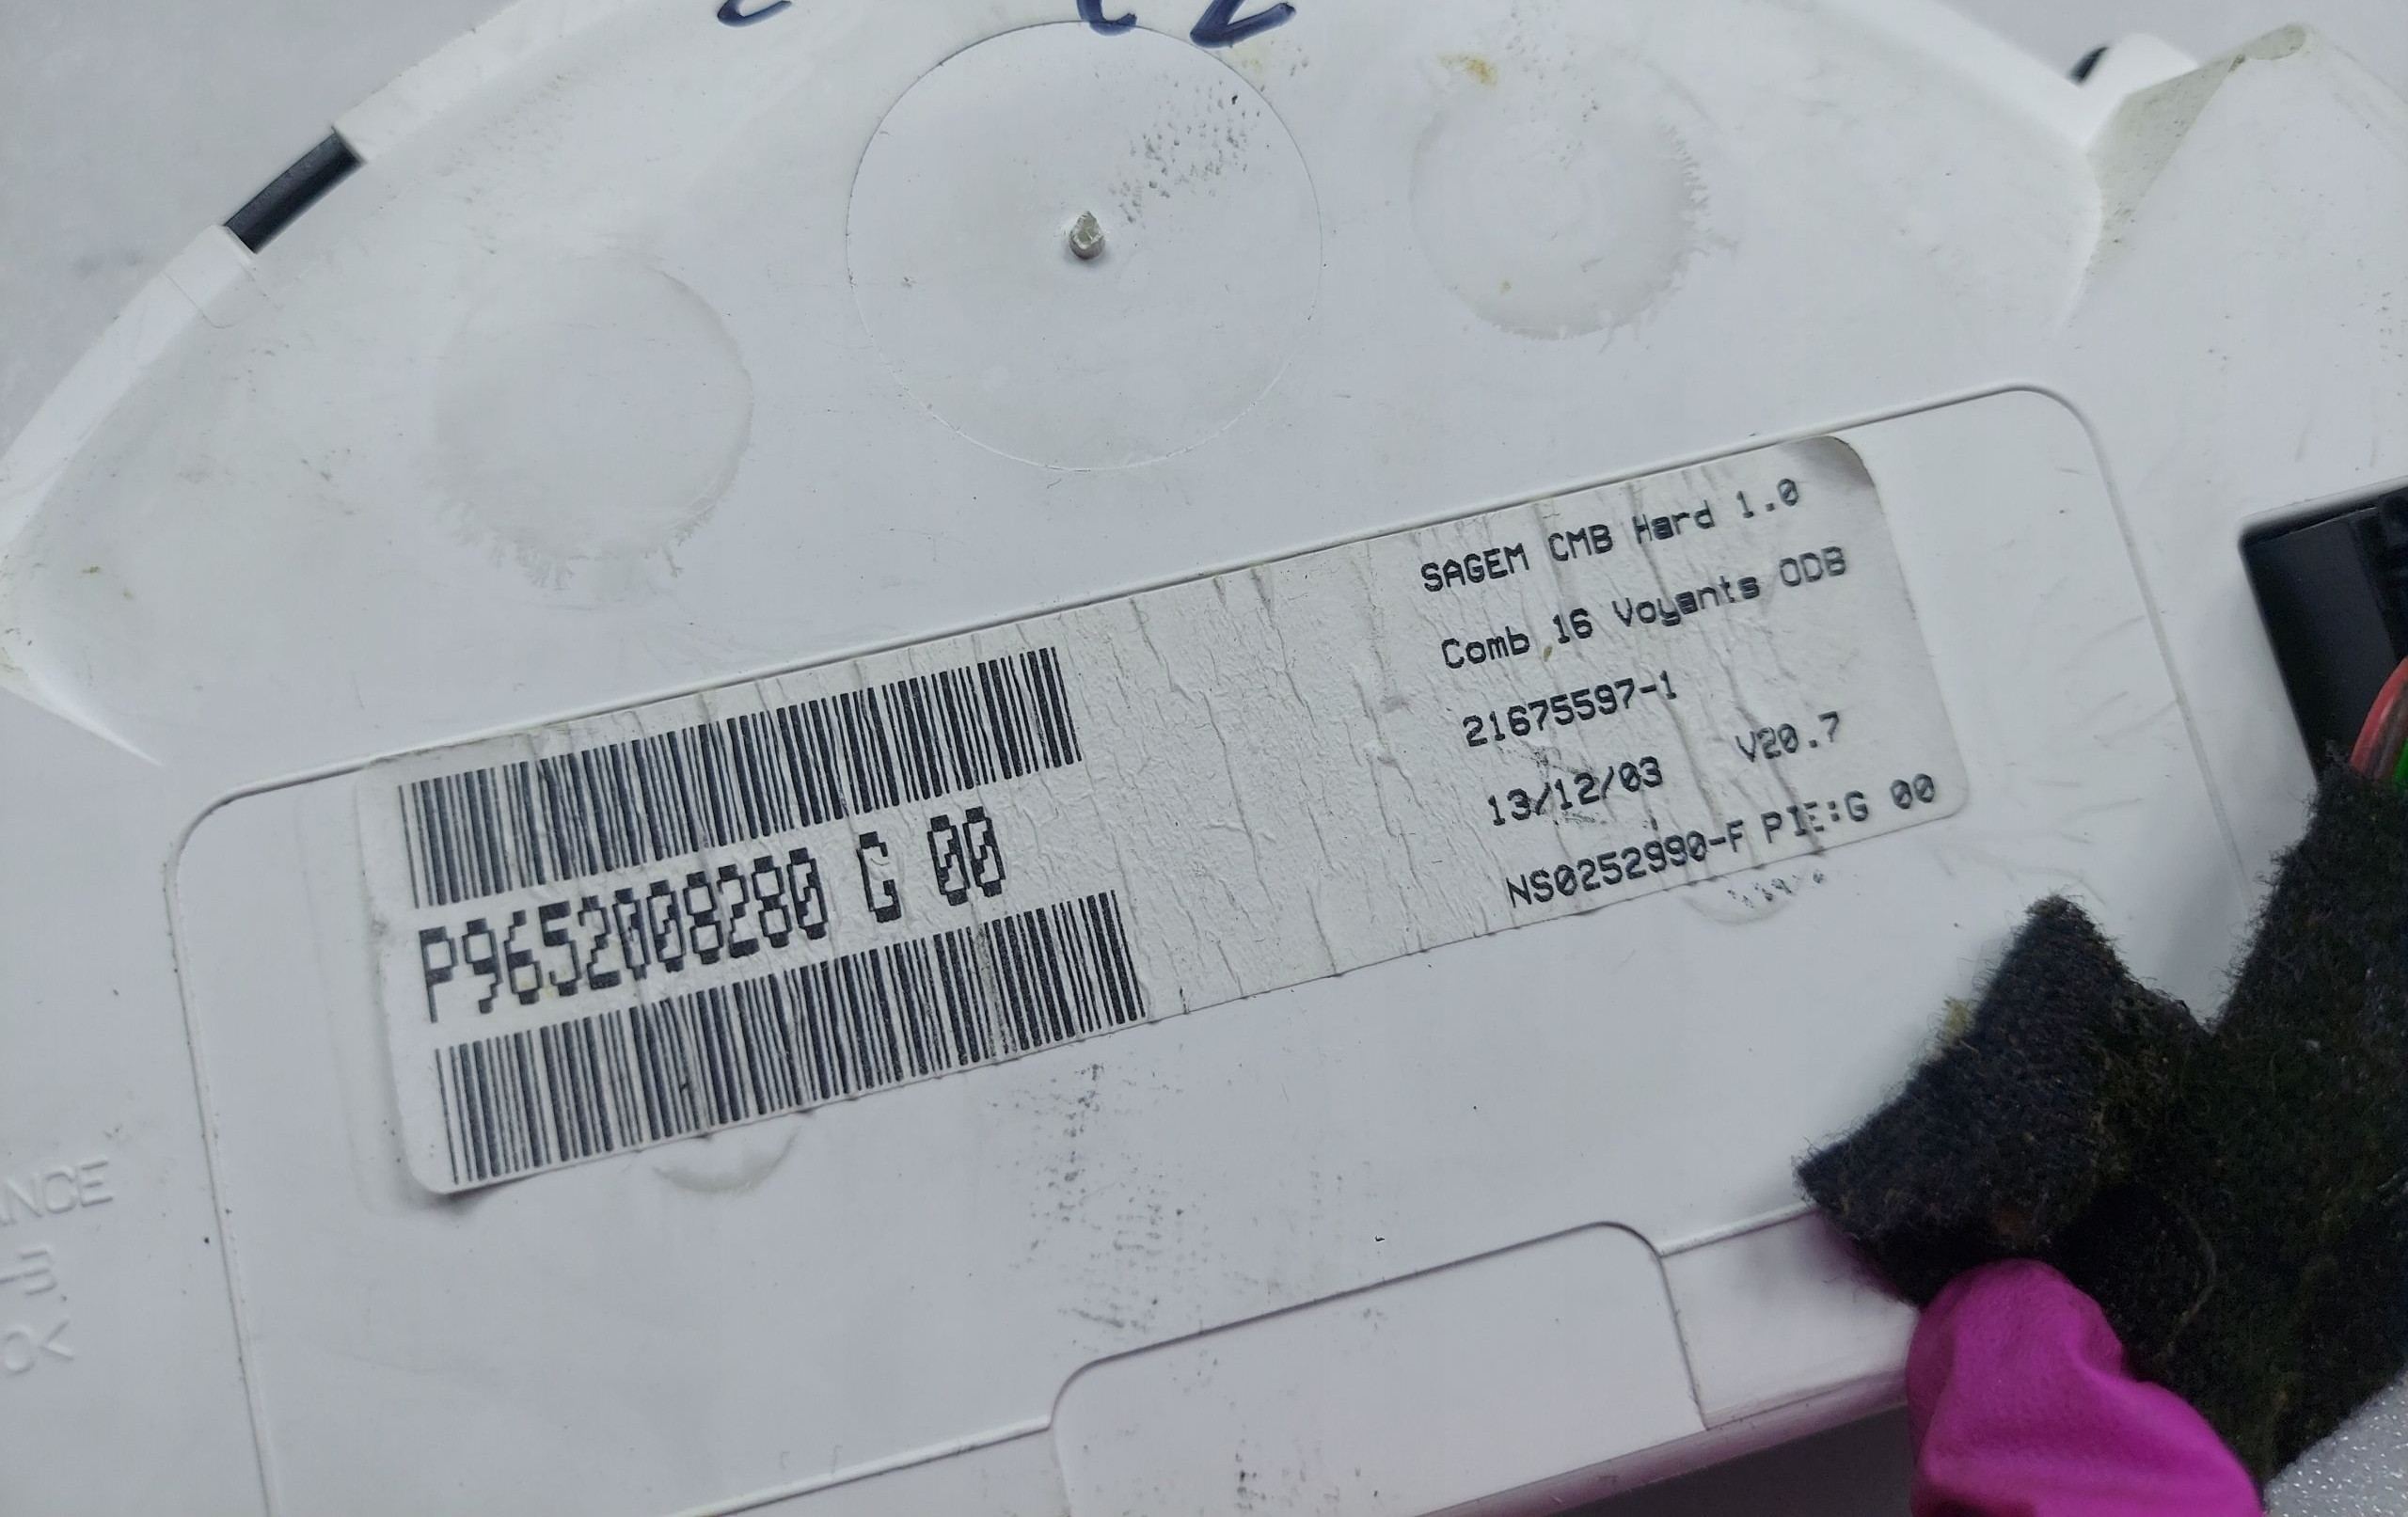 SAGEM CMB Hard 1.0
Comb 16 Voyants ODB
21675597-1
13/12/03 V20.7
NS0252990-F PIE:G 00
P9652008280 G 00